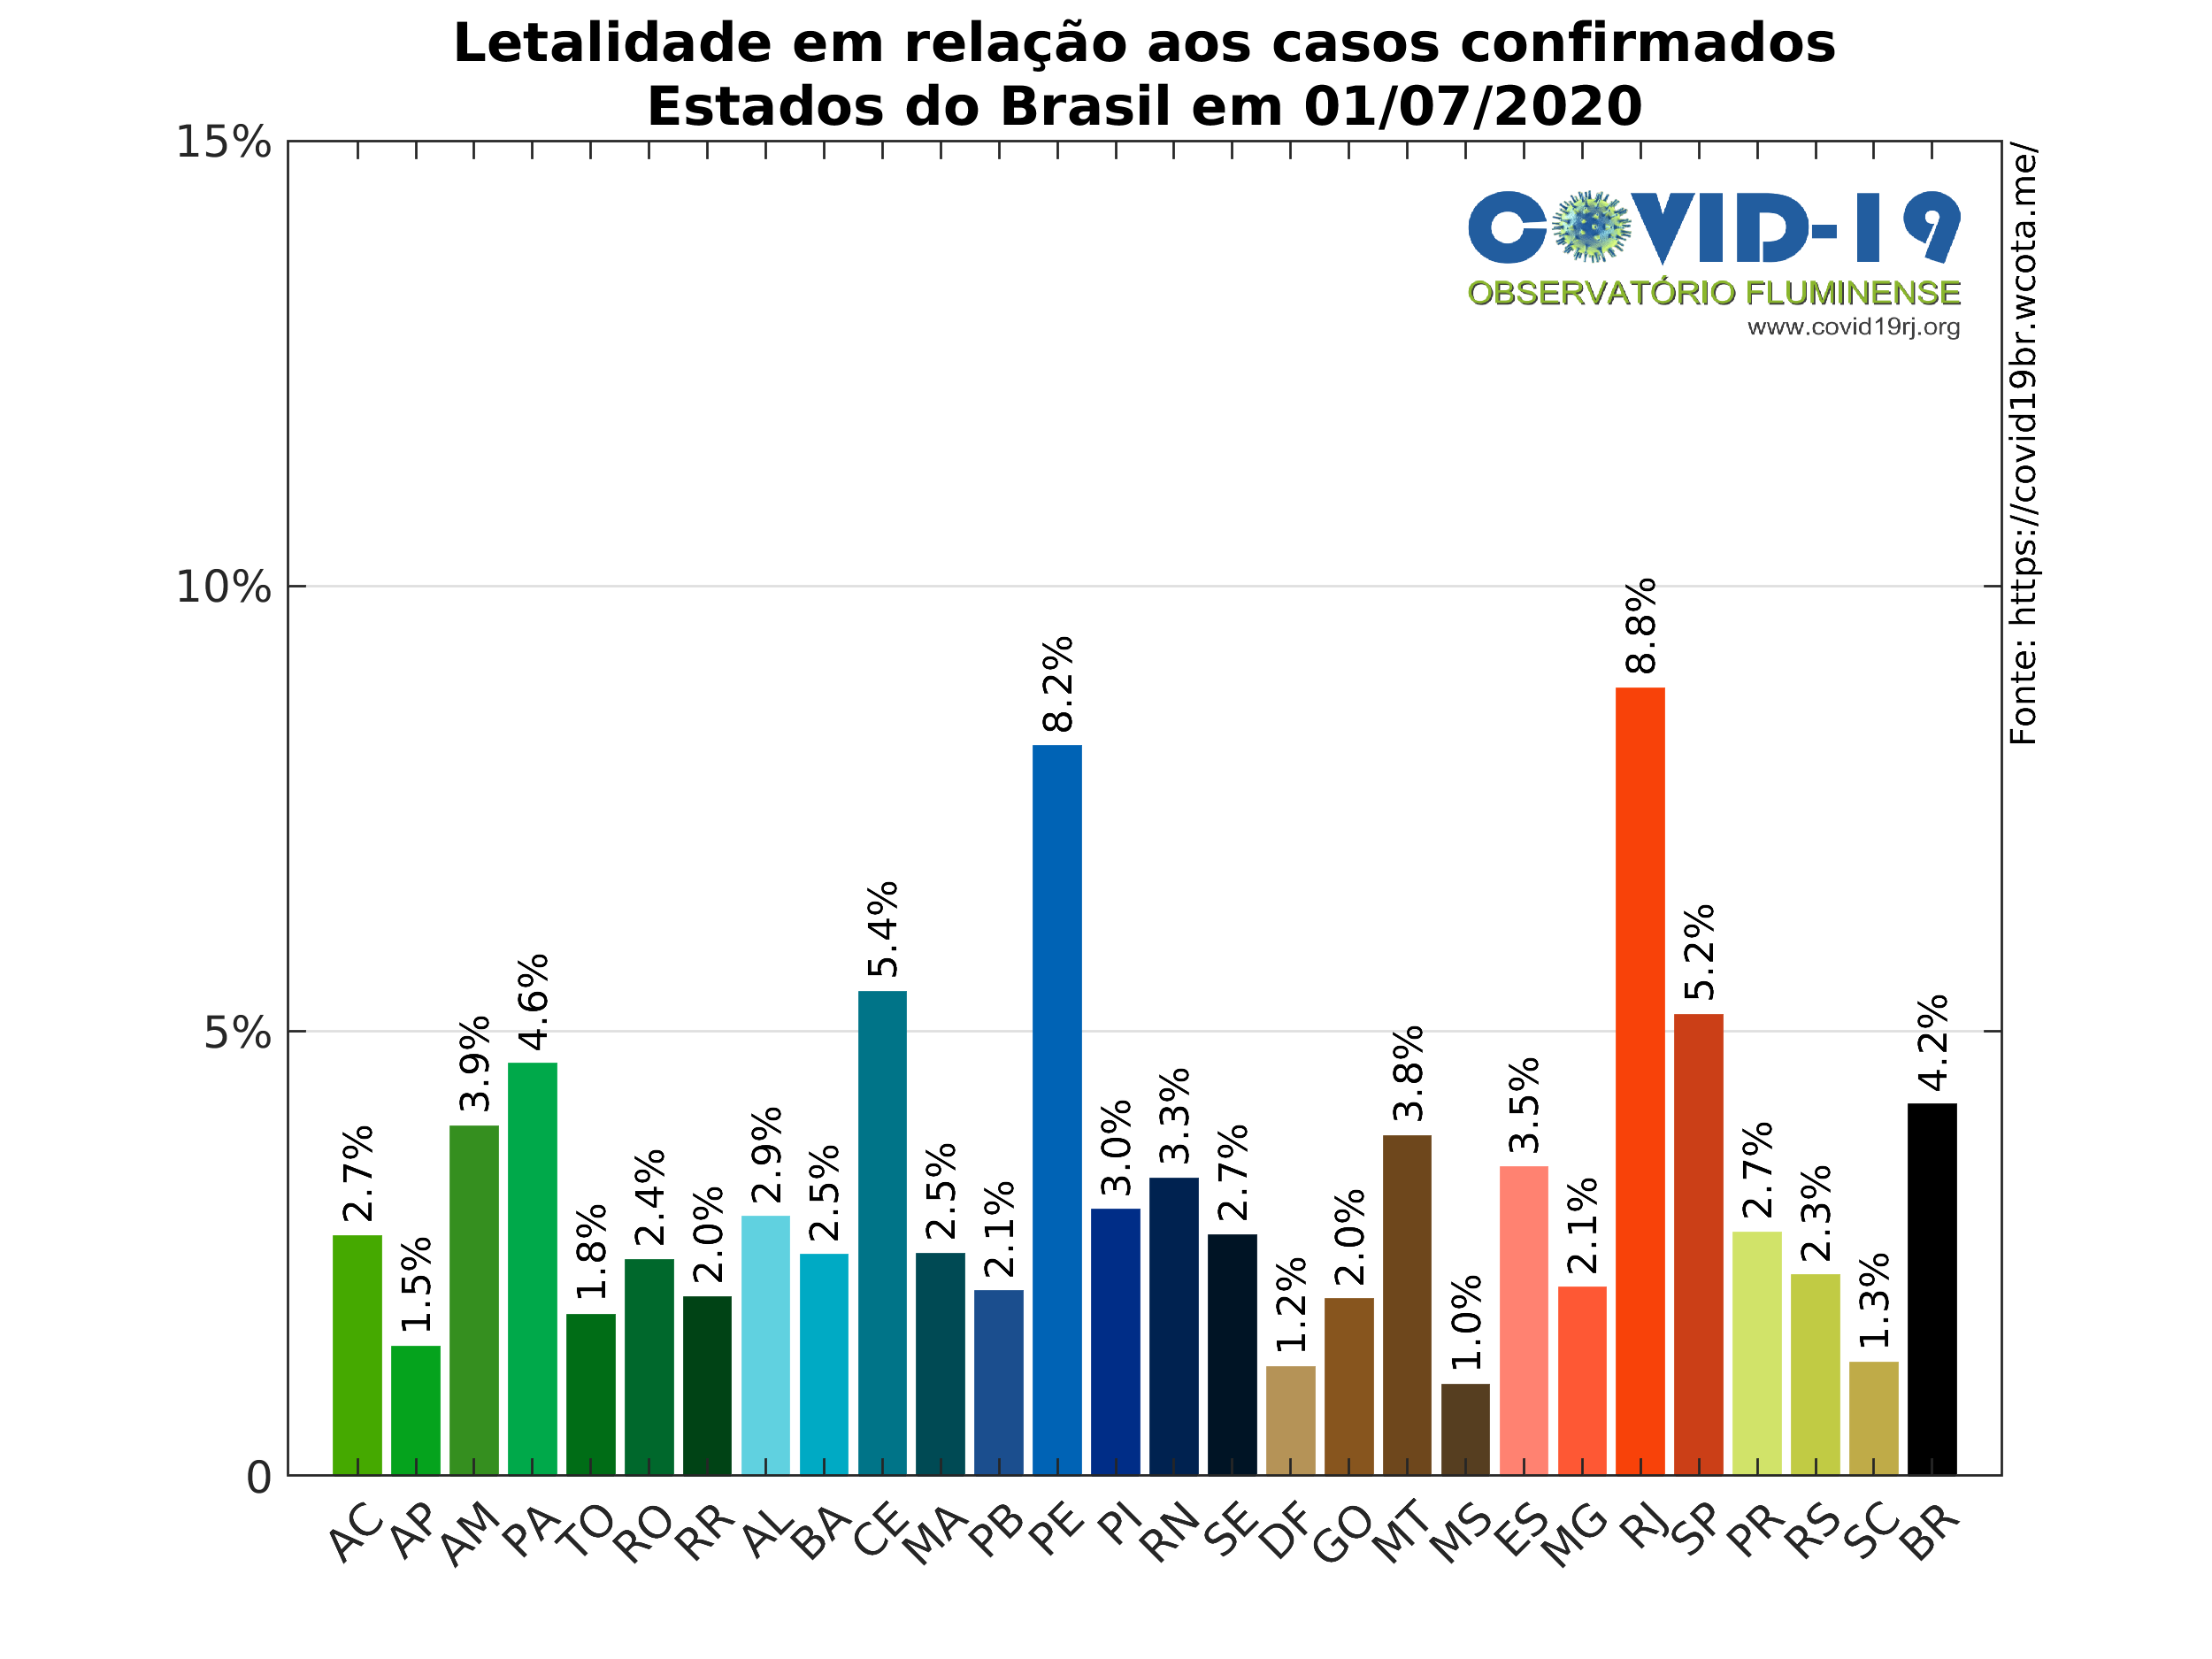 Letalidade em relação aos casos confirmados
Estados do Brasil em 01/07/2020
15%
10%
5%
0
COVID-19
OBSERVATÓRIO FLUMINENSE
www.covid19rj.org
Fonte: https://covid19br.wcota.me/
2.7%
1.5%
3.9%
4.6%
1.8%
2.4%
2.0%
2.9%
2.5%
5.4%
2.5%
2.1%
8.2%
3.0%
3.3%
2.7%
1.2%
2.0%
3.8%
1.0%
3.5%
2.1%
8.8%
5.2%
2.7%
2.3%
1.3%
4.2%
AC
AP
AM
PA
TO
RO
RR
AL
BA
CE
MA
PB
PE
PI
RN
SE
DF
GO
MT
MS
ES
MG
RJ
SP
PR
RS
SC
BR